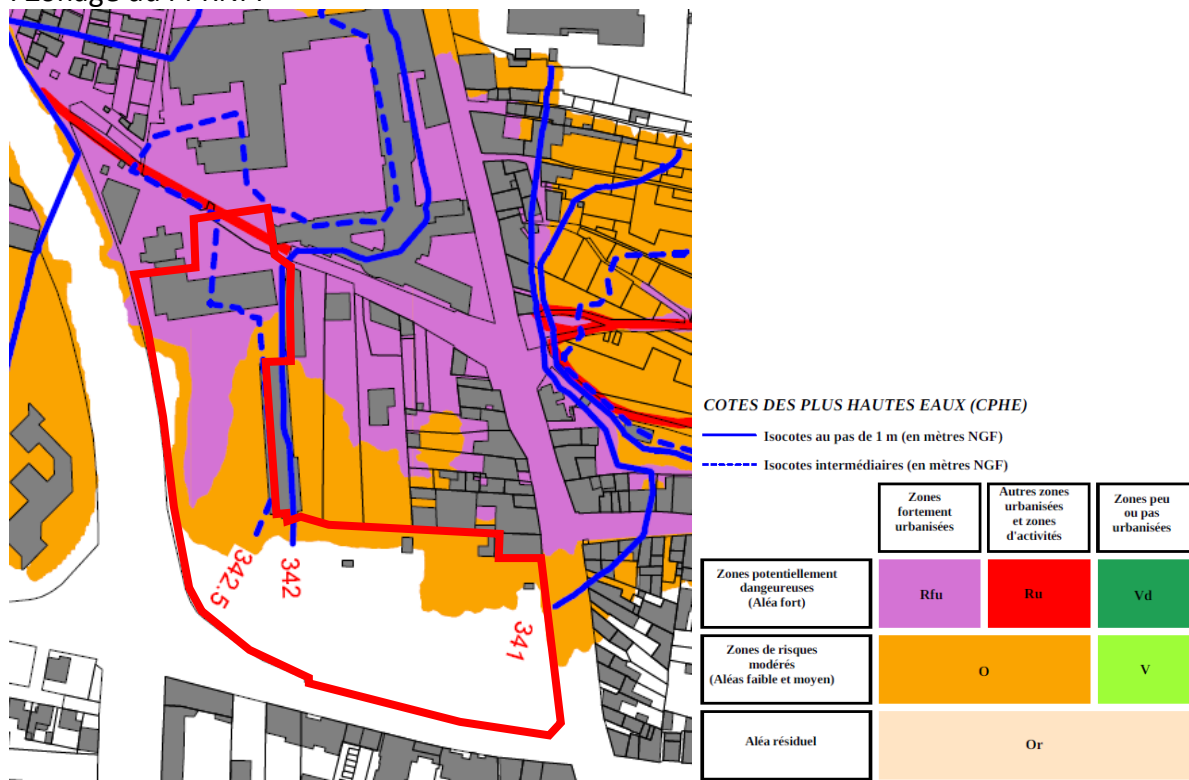 342.5
342
341
COTES DES PLUS HAUTES EAUX (CPHE)
Isocotes au pas de 1 m (en mètres NGF)
Isocotes intermédiaires (en mètres NGF)
Zones
fortement
urbanisées
Autres zones
urbanisées
et zones
d'activités
Zones peu
ou pas
urbanisées
Zones potentiellement
dangeureuses
(Aléa fort)
Rfu
Ru
Vd
Zones de risques
modérés
(Aléas faible et moyen)
O
V
Aléa résiduel
Or